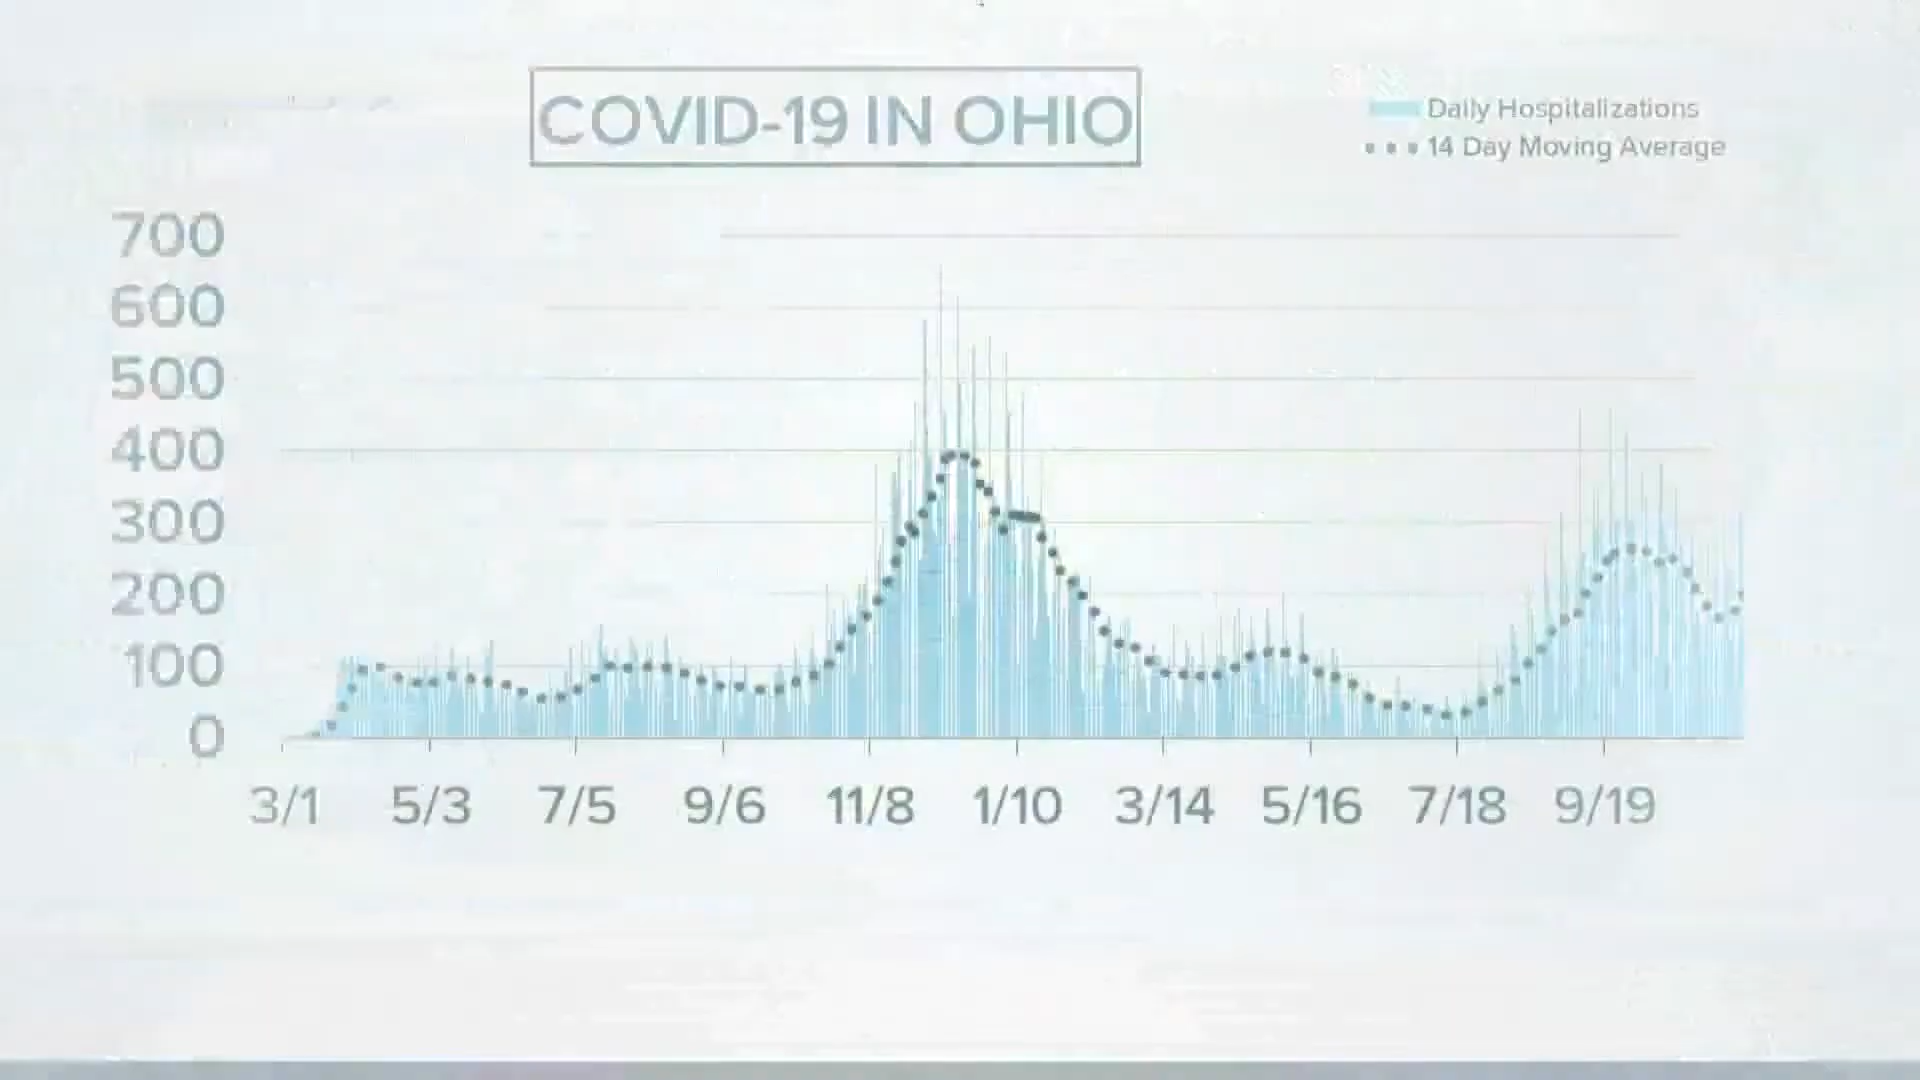 COVID-19 IN OHIO
Daily Hospitalizations
14 Day Moving Average
700
600
500
400
300
200
100
0
3/1 5/3 7/5 9/6 11/8 1/10 3/14 5/16 7/18 9/19